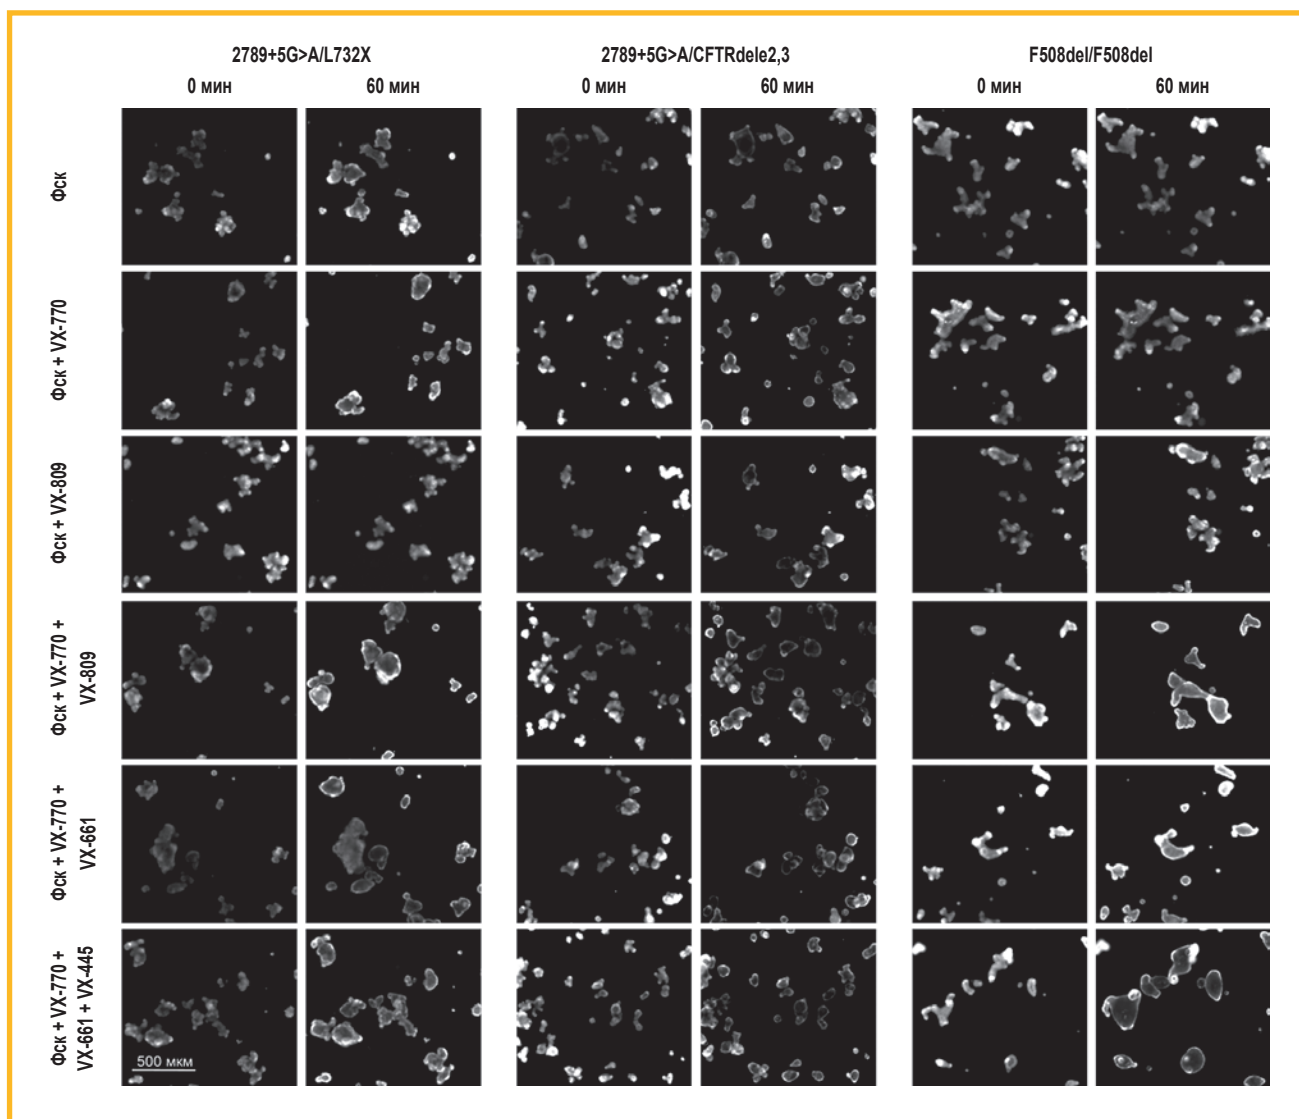 2789+5G>A/L732X
2789+5G>A/CFTRdele2,3
F508del/F508del
0 мин
60 мин
0 мин
60 мин
0 мин
60 мин
Фск
Фск + VX-770
Фск + VX-809
Фск + VX-770 +
VX-809
Фск + VX-770 +
VX-661
Фск + VX-770 +
VX-661 + VX-445
500 мкм